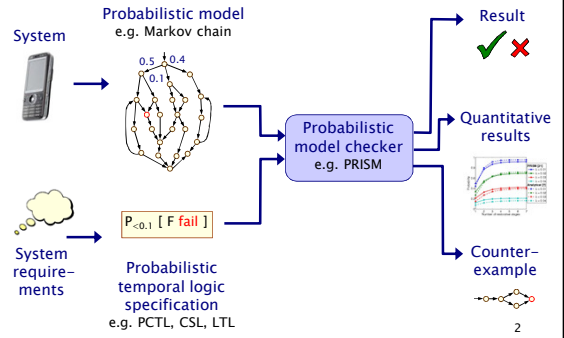 Probabilistic model
e.g. Markov chain
System
0.5
0.4
0.1
Result
Probabilistic
model checker
e.g. PRISM
Quantitative
results
P<0.1 [ F fail ]
System
require-
ments
Probabilistic
temporal logic
specification
e.g. PCTL, CSL, LTL
Counter-
example
2